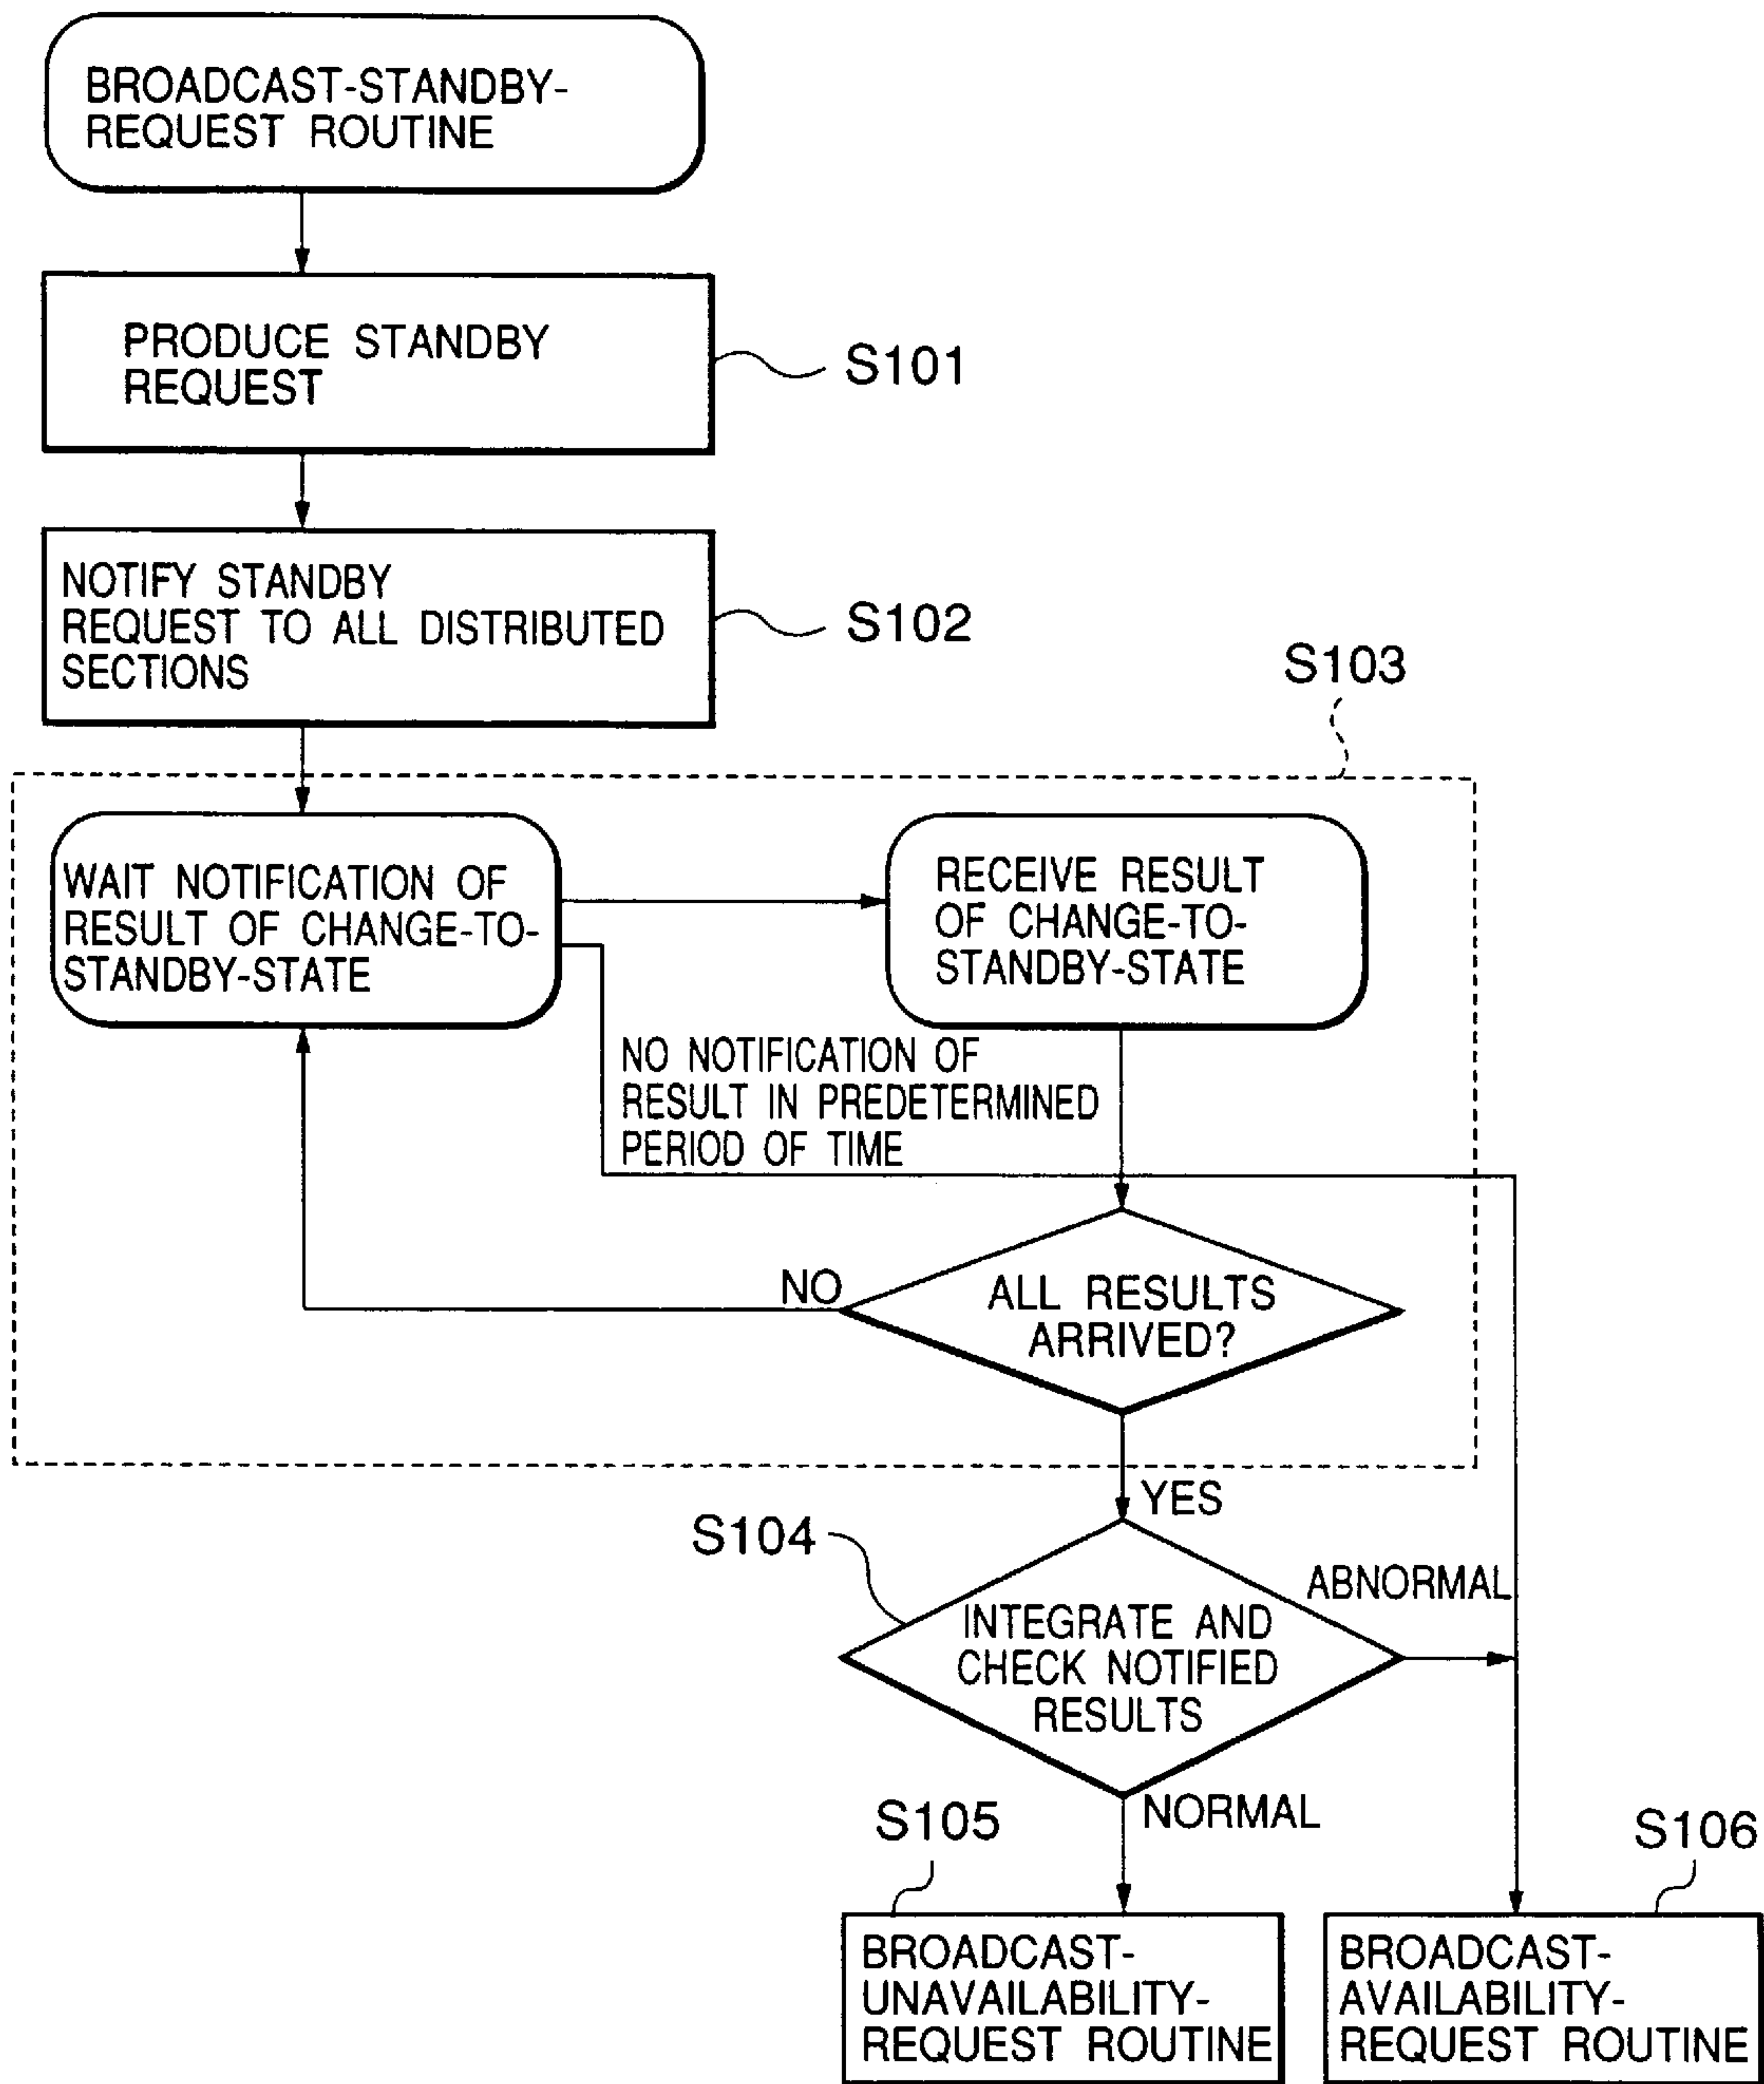 BROADCAST-STANDBY-
REQUEST ROUTINE
PRODUCE STANDBY
REQUEST
S101
NOTIFY STANDBY
REQUEST TO ALL DISTRIBUTED
SECTIONS
S102
S103
WAIT NOTIFICATION OF
RESULT OF CHANGE-TO-
STANDBY-STATE
RECEIVE RESULT
OF CHANGE-TO-
STANDBY-STATE
NO NOTIFICATION OF
RESULT IN PREDETERMINED
PERIOD OF TIME
NO
ALL RESULTS
ARRIVED?
YES
S104
ABNORMAL
INTEGRATE AND
CHECK NOTIFIED
RESULTS
NORMAL
S105
S106
BROADCAST-
UNAVAILABILITY-
REQUEST ROUTINE
BROADCAST-
AVAILABILITY-
REQUEST ROUTINE